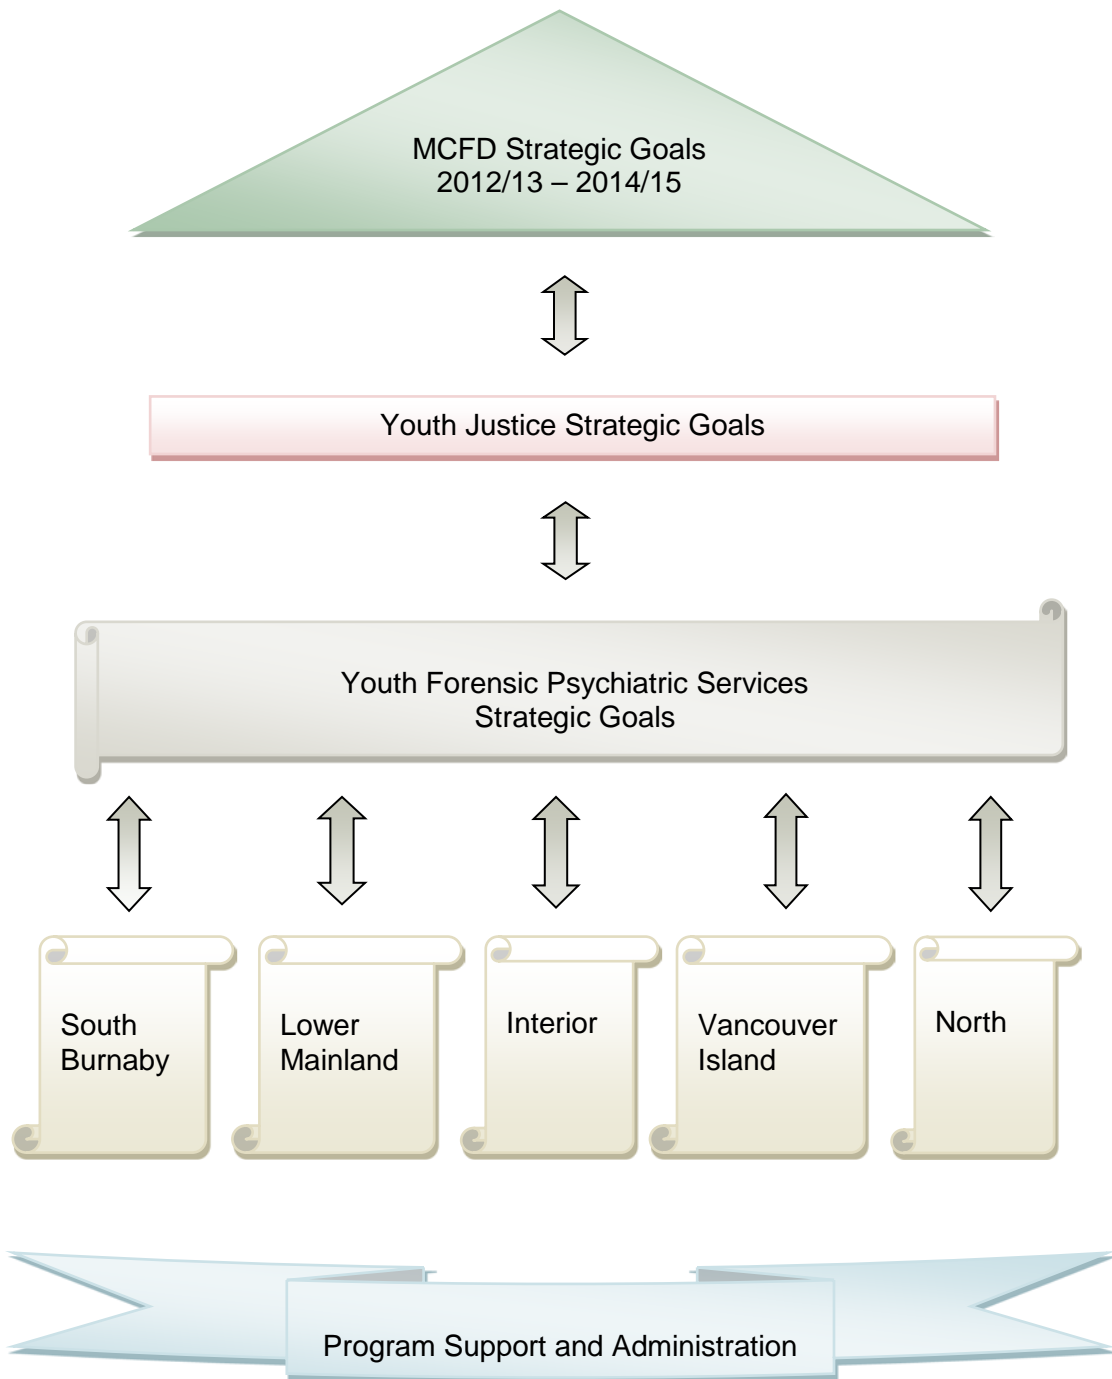 MCFD Strategic Goals
2012/13 – 2014/15
Youth Justice Strategic Goals
Youth Forensic Psychiatric Services
Strategic Goals
South
Burnaby
Lower
Mainland
Interior
Vancouver
Island
North
Program Support and Administration